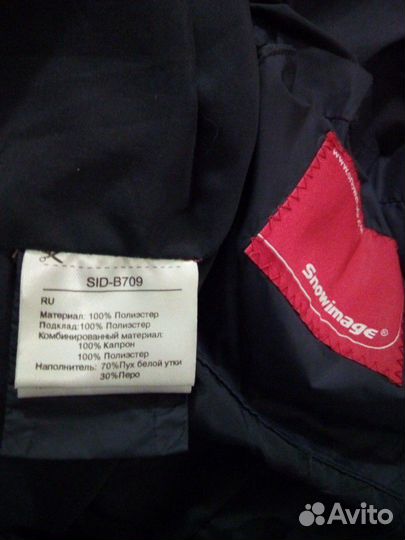 SID-B709
RU
Материал: 100% Полиэстер
Подклад: 100% Полиэстер
Комбинированный материал:
100% Капрон
100% Полиэстер
Наполнитель: 70%Пух белой утки
30%Перо
Snowimage®
Avito